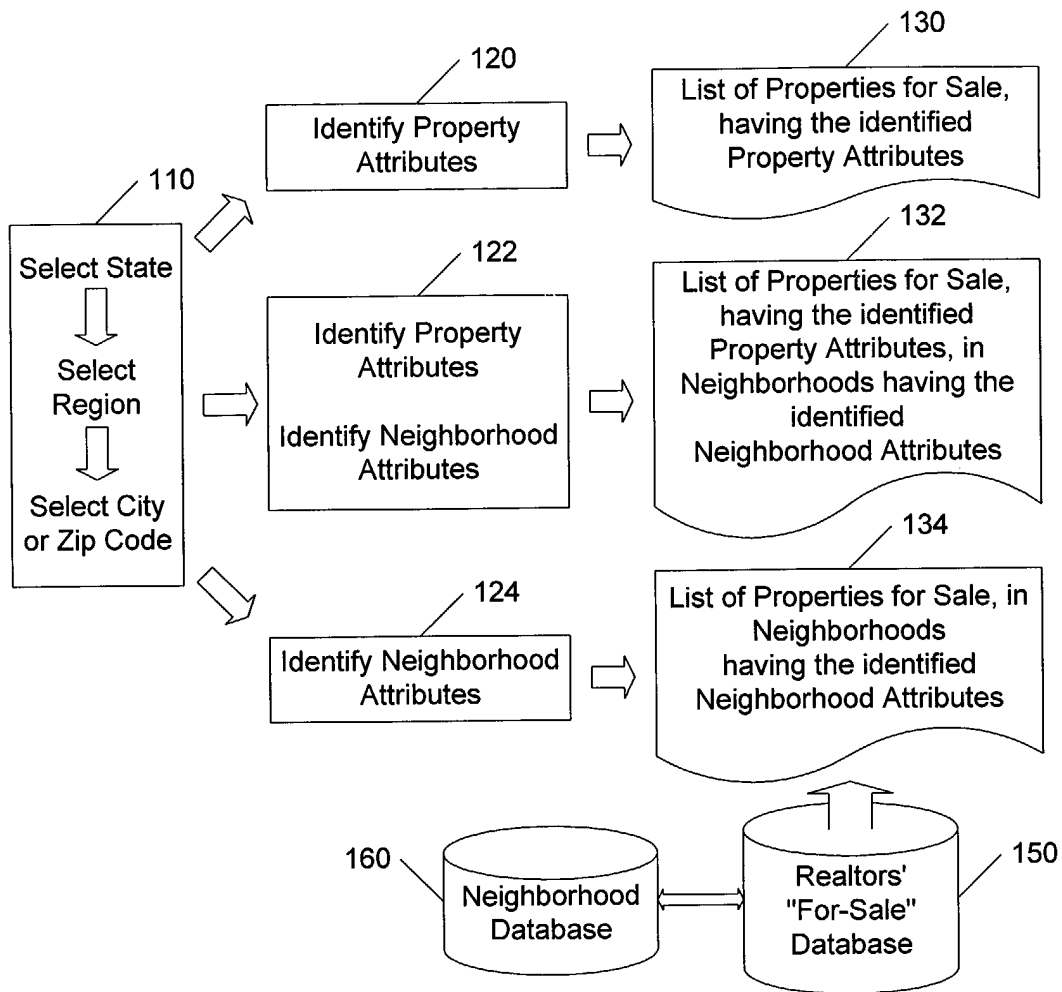 120
Identify Property
Attributes
130
List of Properties for Sale,
having the identified
Property Attributes
110
Select State
Select
Region
Select City
or Zip Code
122
Identify Property
Attributes
Identify Neighborhood
Attributes
132
List of Properties for Sale,
having the identified
Property Attributes, in
Neighborhoods having the
identified
Neighborhood Attributes
124
Identify Neighborhood
Attributes
134
List of Properties for Sale, in
Neighborhoods
having the identified
Neighborhood Attributes
160
Neighborhood
Database
150
Realtors'
"For-Sale"
Database